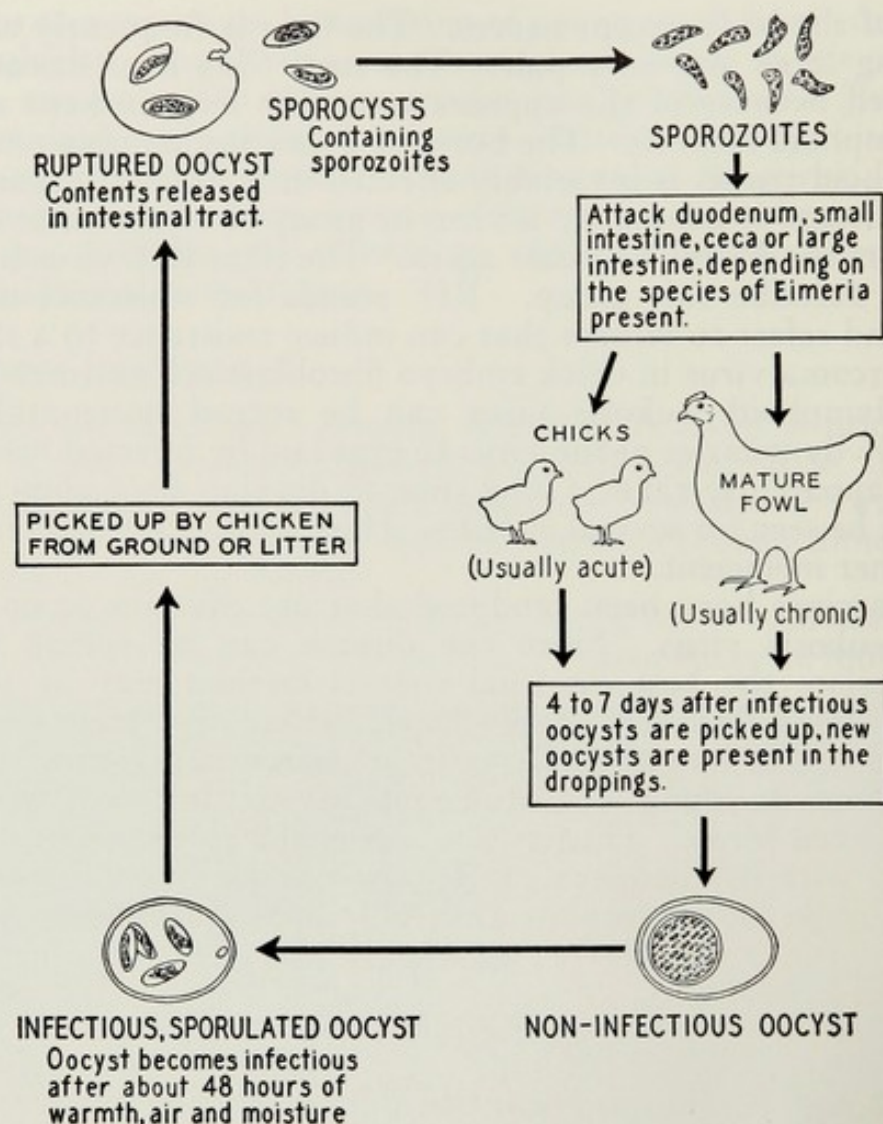 RUPTURED OOCYST
Contents released
in intestinal tract.
SPOROCYSTS
Containing
sporozoites
SPOROZOITES
Attack duodenum, small
intestine, ceca or large
intestine, depending on
the species of Eimeria
present.
CHICKS
(Usually acute)
MATURE
FOWL
(Usually chronic)
4 to 7 days after infectious
oocysts are picked up, new
oocysts are present in the
droppings.
NON-INFECTIOUS OOCYST
INFECTIOUS, SPORULATED OOCYST
Oocyst becomes infectious
after about 48 hours of
warmth, air and moisture
PICKED UP BY CHICKEN
FROM GROUND OR LITTER